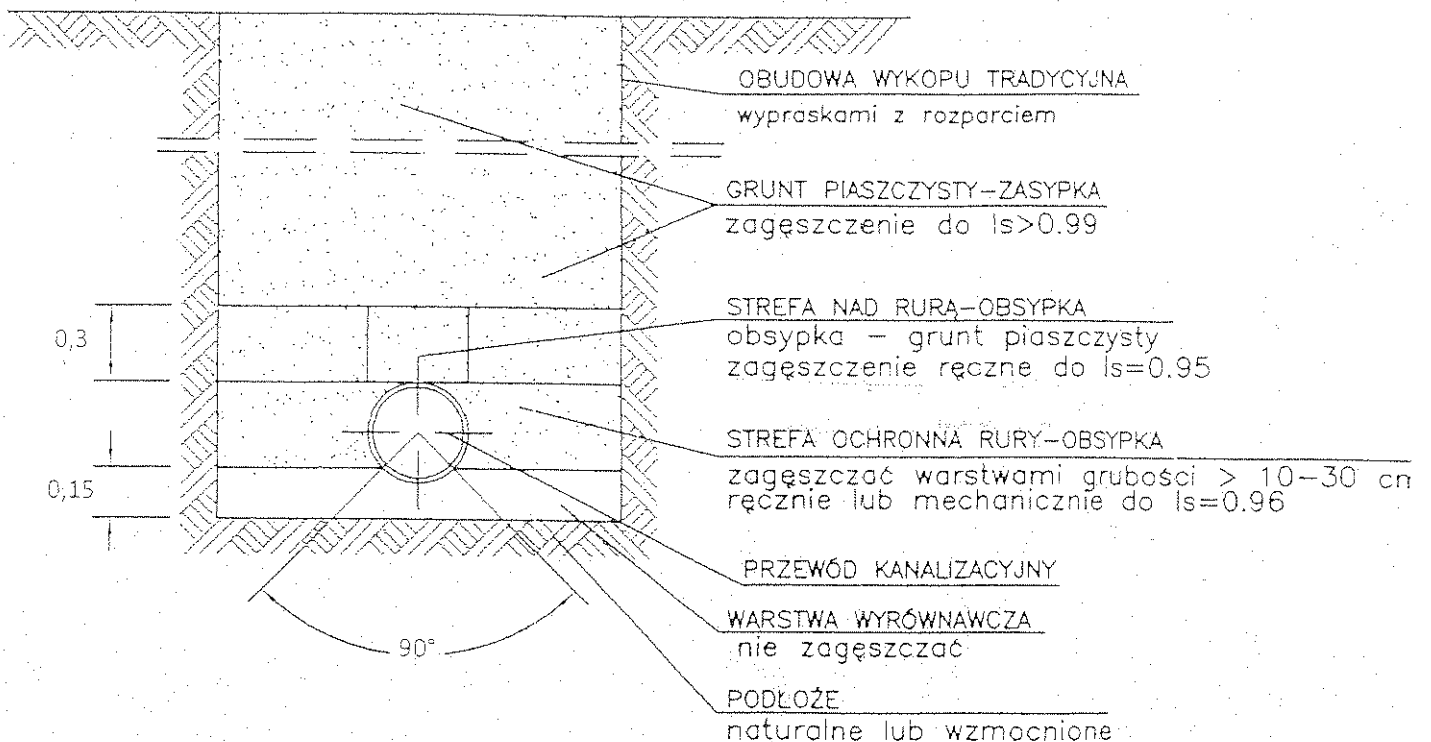 OBUDOWA WYKOPU TRADYCYJNA
wypraskami z rozparciem
GRUNT PIASZCZYSTY-ZASYPKA
zagęszczenie do Is>0.99
0,3
STREFA NAD RURĄ-OBSYPKA
obsypka - grunt piaszczysty
zagęszczenie ręczne do Is=0.95
STREFA OCHRONNA RURY-OBSYPKA
zagęszczać warstwami grubości > 10-30 cm
ręcznie lub mechanicznie do Is=0.96
0,15
PRZEWÓD KANALIZACYJNY
WARSTWA WYRÓWNAWCZA
nie zagęszczać
90°
PODŁOŻE
naturalne lub wzmocnione